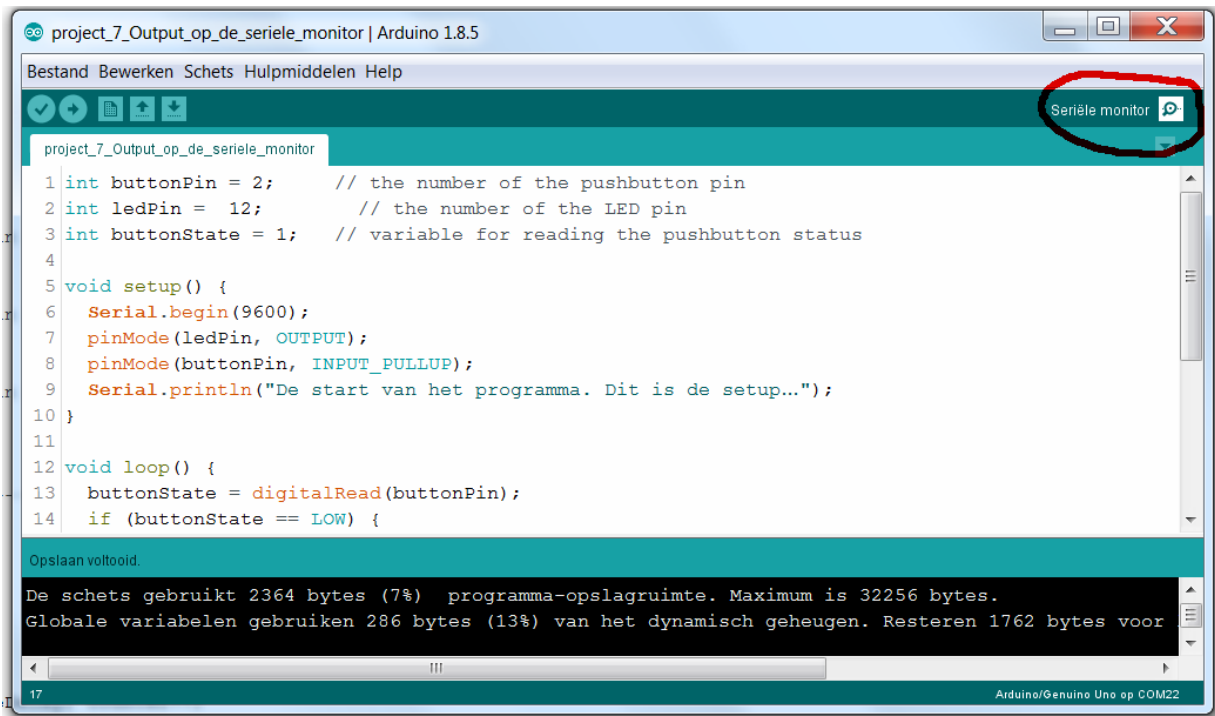 project_7_Output_op_de_seriele_monitor | Arduino 1.8.5
Bestand Bewerken Schets Hulpmiddelen Help
Seriële monitor
project_7_Output_op_de_seriele_monitor
1 int buttonPin = 2;      // the number of the pushbutton pin
2 int ledPin =  12;        // the number of the LED pin
3 int buttonState = 1;   // variable for reading the pushbutton status
4
5 void setup() {
6   Serial.begin(9600);
7   pinMode(ledPin, OUTPUT);
8   pinMode(buttonPin, INPUT_PULLUP);
9   Serial.println("De start van het programma. Dit is de setup…");
10 }
11
12 void loop() {
13   buttonState = digitalRead(buttonPin);
14   if (buttonState == LOW) {
Opslaan voltooid.
De schets gebruikt 2364 bytes (7%)  programma-opslagruimte. Maximum is 32256 bytes.
Globale variabelen gebruiken 286 bytes (13%) van het dynamisch geheugen. Resteren 1762 bytes voor
17
Arduino/Genuino Uno op COM22